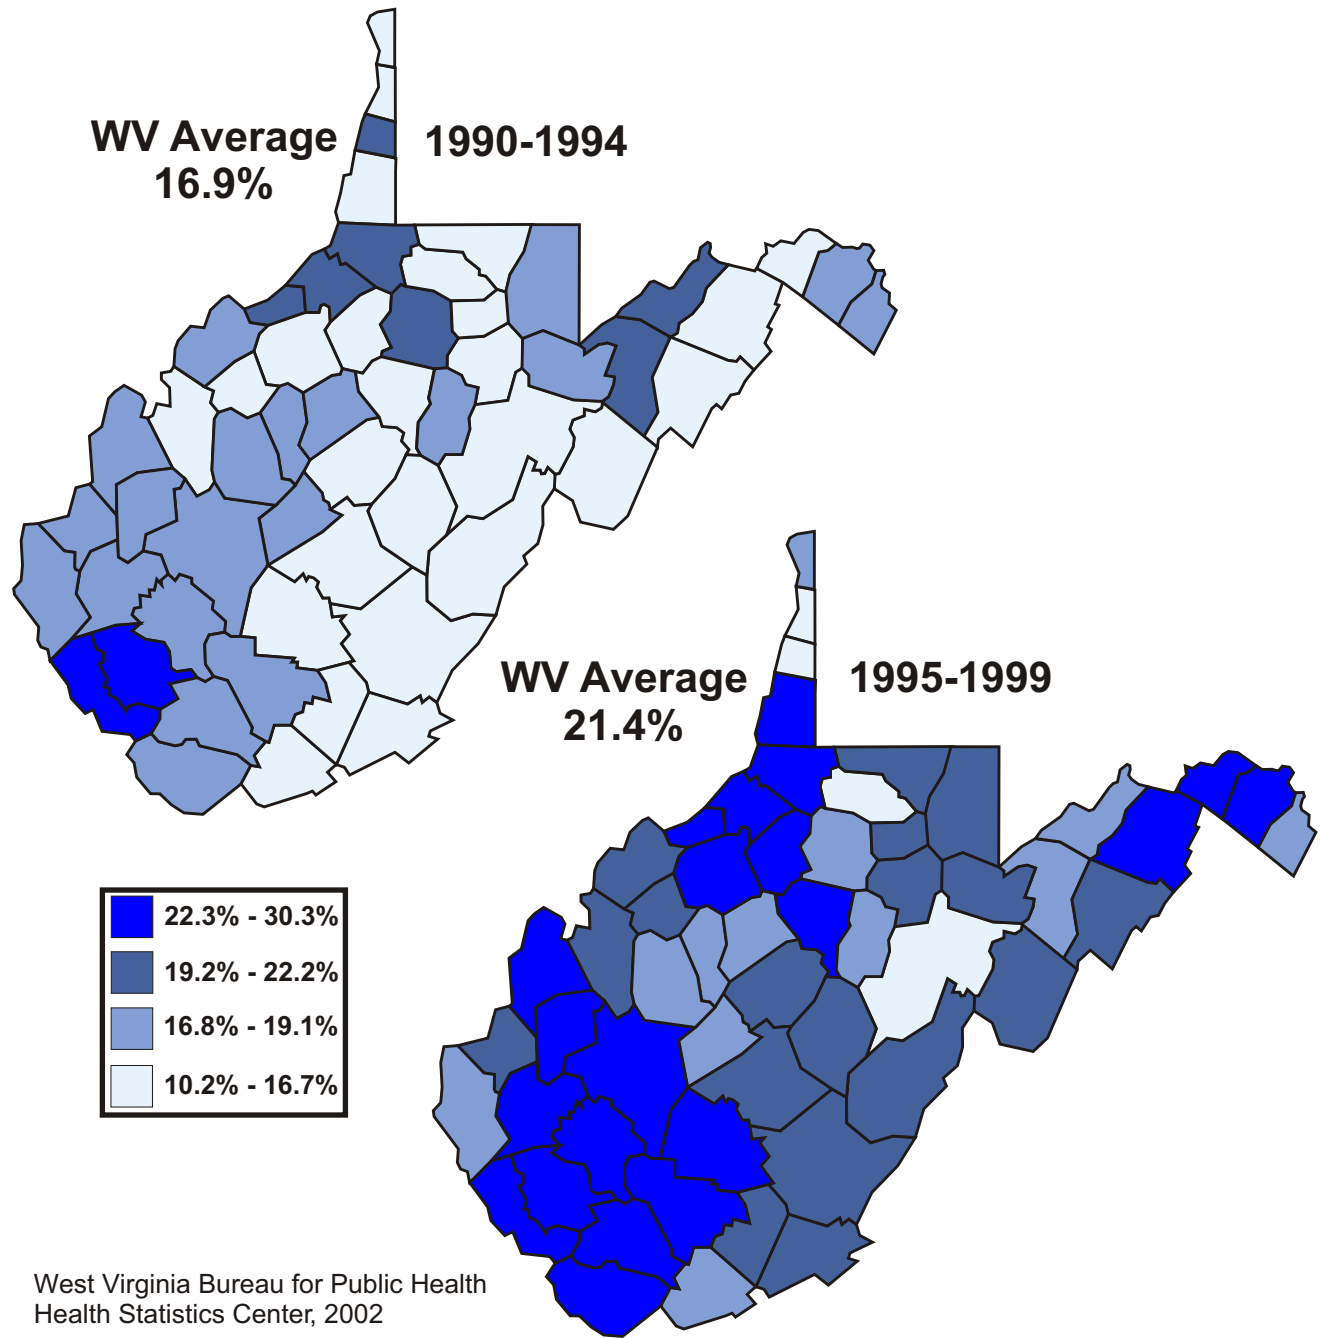 WV Average
16.9%
1990-1994
WV Average
21.4%
1995-1999
22.3% - 30.3%
19.2% - 22.2%
16.8% - 19.1%
10.2% - 16.7%
West Virginia Bureau for Public Health
Health Statistics Center, 2002